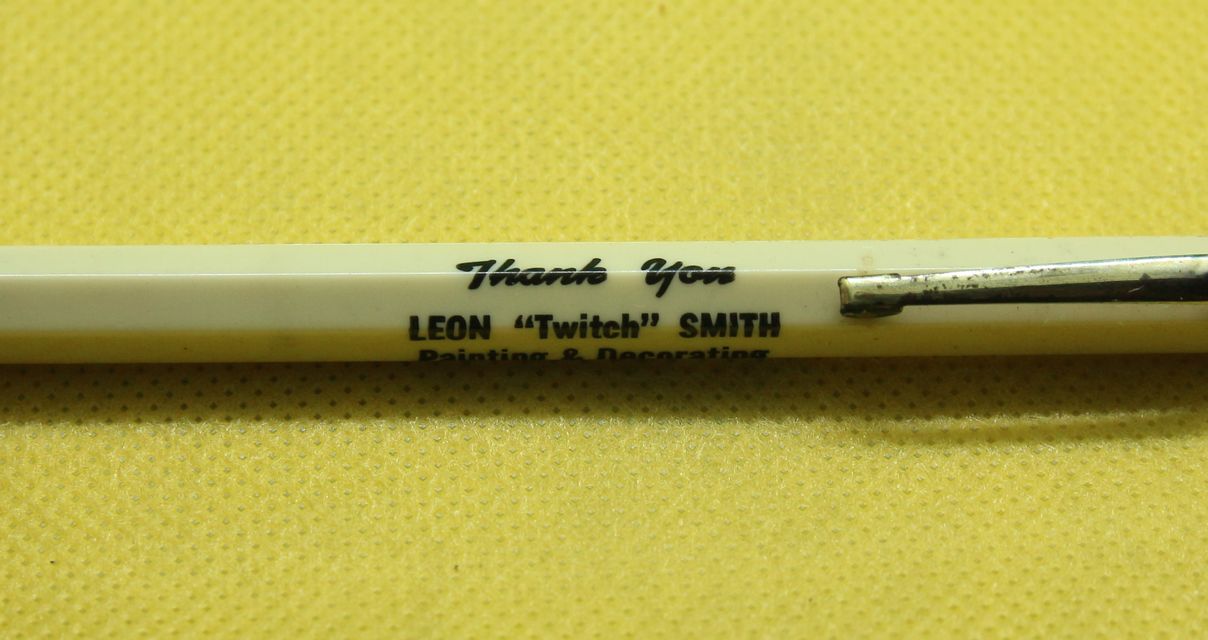 Thank You
LEON “Twitch” SMITH
Painting & Decorating